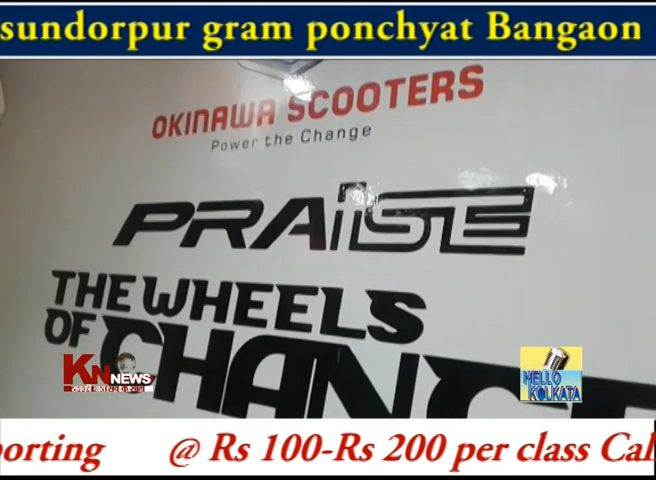 sundorpur gram ponchyat Bangaon
OKINAWA SCOOTERS
Power the Change
PRAISE
THE WHEELS
OF CHANGE
KN NEWS
HELLO
KOLKATA
porting @ Rs 100-Rs 200 per class Cal